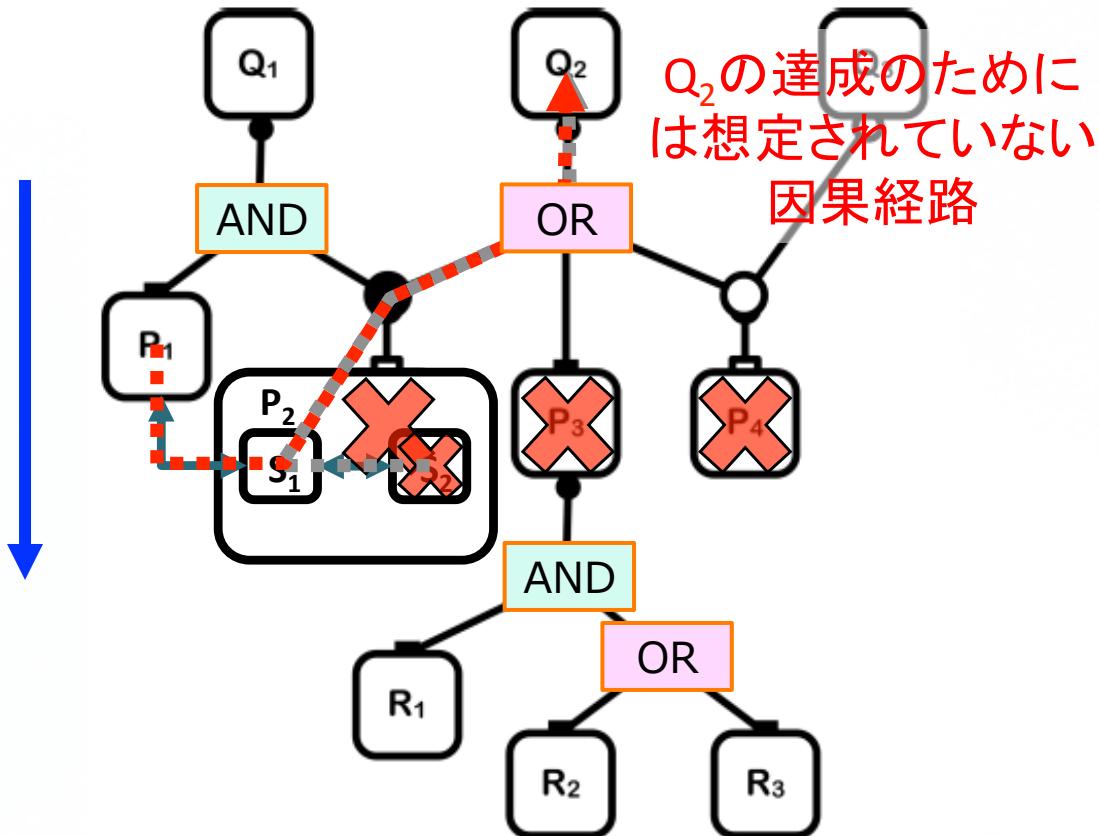 Q1
Q2
Q3
Q2の達成のために
は想定されていない
因果経路
AND
OR
P1
P2
P3
P4
S1
S2
AND
OR
R1
R2
R3